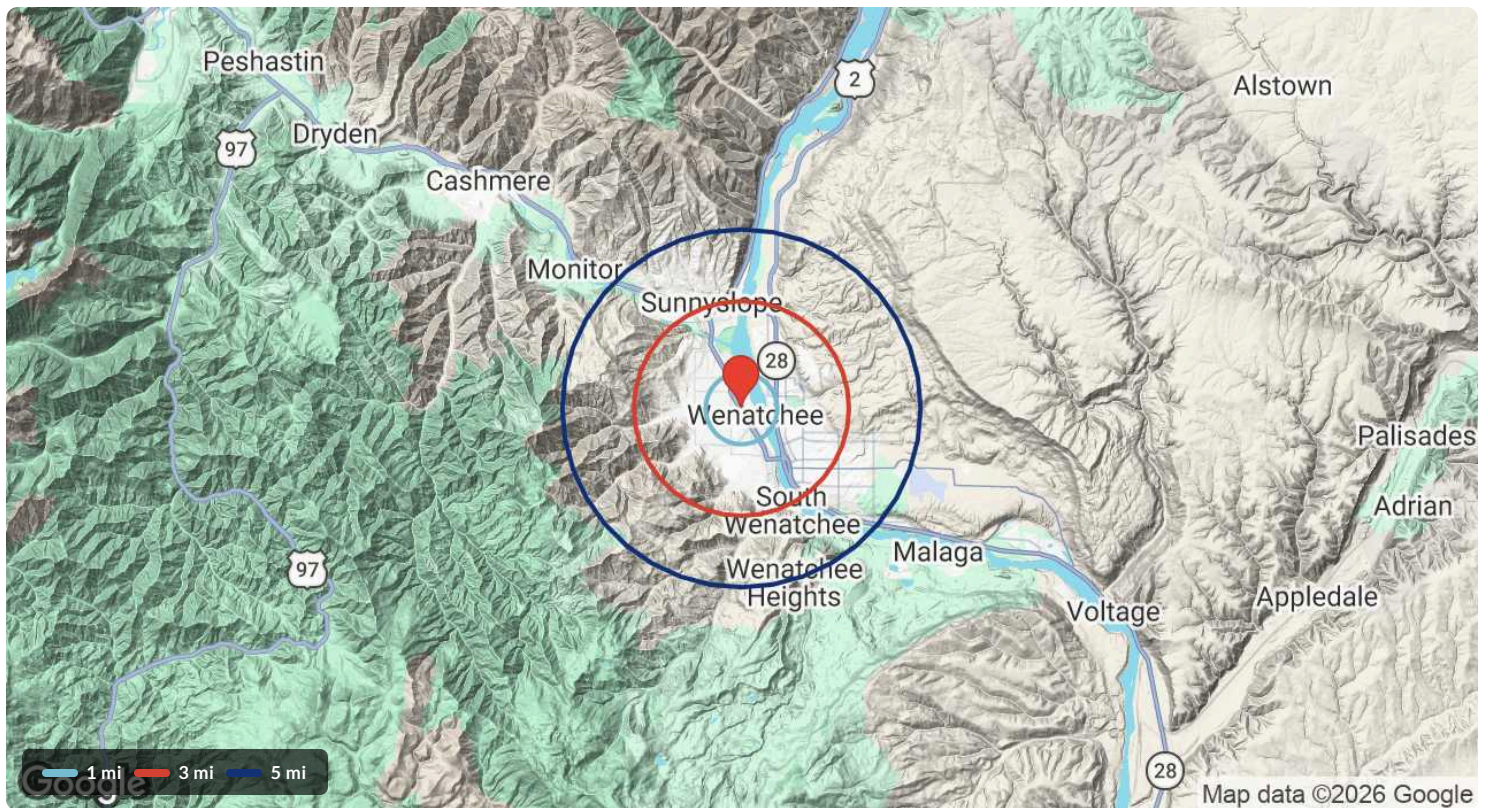 2
Peshastin
Alstown
Dryden
97
Cashmere
Monitor
Sunnyslope
28
Wenatchee
Palisades
South
Wenatchee
Adrian
Malaga
97
Wenatchee
Heights
Appledale
Voltage
28
Google
1 mi 3 mi 5 mi
Map data ©2026 Google